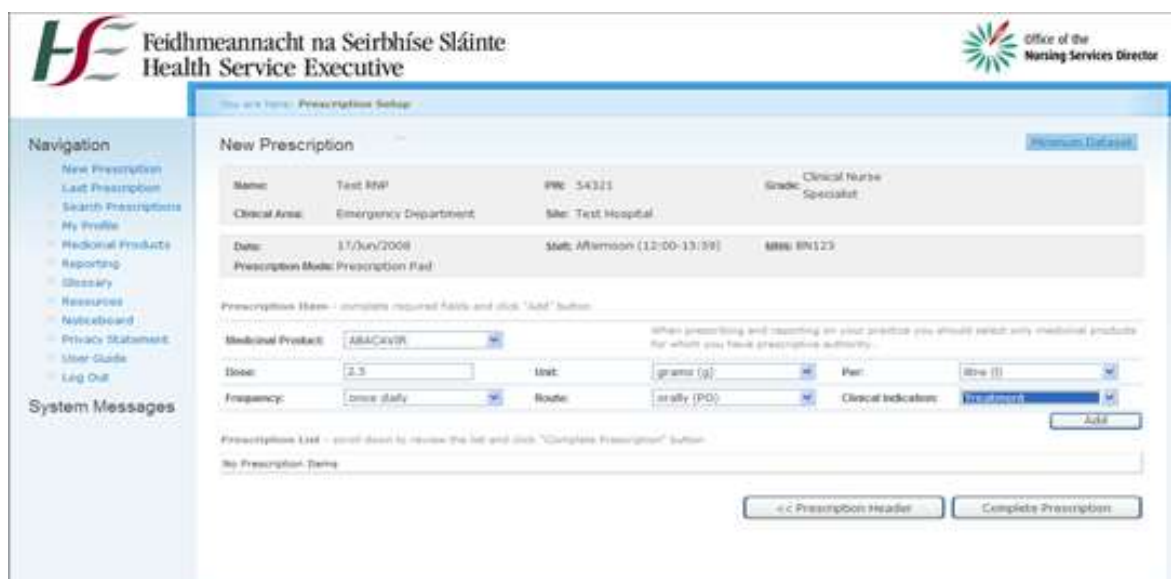 HSE
Feidhmeannacht na Seirbhíse Sláinte
Health Service Executive
Office of the
Nursing Services Director
You are here: Prescription Setup
Navigation
New Prescription
Last Prescription
Search Prescriptions
My Profile
Medicinal Products
Reporting
Glossary
Resources
Noticeboard
Privacy Statement
User Guide
Log Out
System Messages
New Prescription
Minimum Dataset
Name: Test RNP PIN: 54321 Grade: Clinical Nurse Specialist
Clinical Area: Emergency Department Site: Test Hospital
Date: 17/Jun/2008 Shift: Afternoon (12:00-15:59) MRN: BN123
Prescription Mode: Prescription Pad
Prescription Item - complete required fields and click "Add" button
Medicinal Product: ABACAVIR
When prescribing and reporting on your practice you should select only medicinal products
for whom you have prescriptive authority.
Dose: 2.5 Unit: grams (g) Per: litre (l)
Frequency: once daily Route: orally (PO) Clinical Indication: Treatment
Add
Prescription List - scroll down to review the list and click "Complete Prescription" button
No Prescription Items
<< Prescription Header Complete Prescription